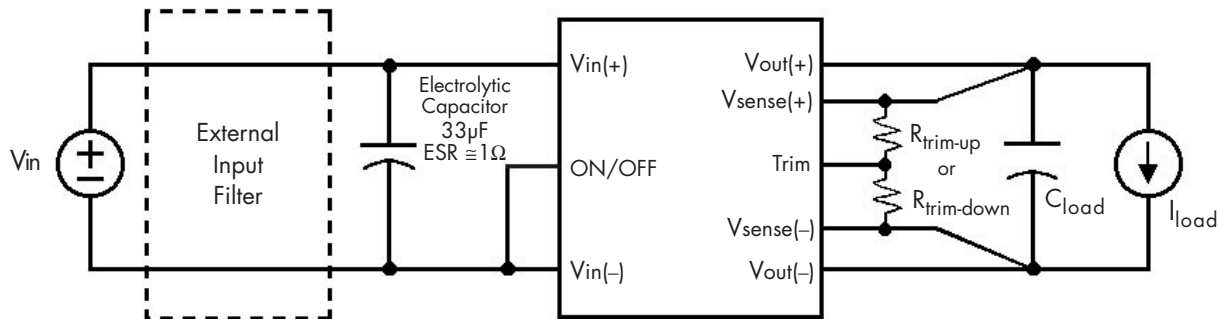 Vin
External
Input
Filter
Electrolytic
Capacitor
33µF
ESR ≅1Ω
Vin(+)
ON/OFF
Vin(–)
Vout(+)
Vsense(+)
Trim
Vsense(–)
Vout(–)
Rtrim-up
or
Rtrim-down
Cload
Iload